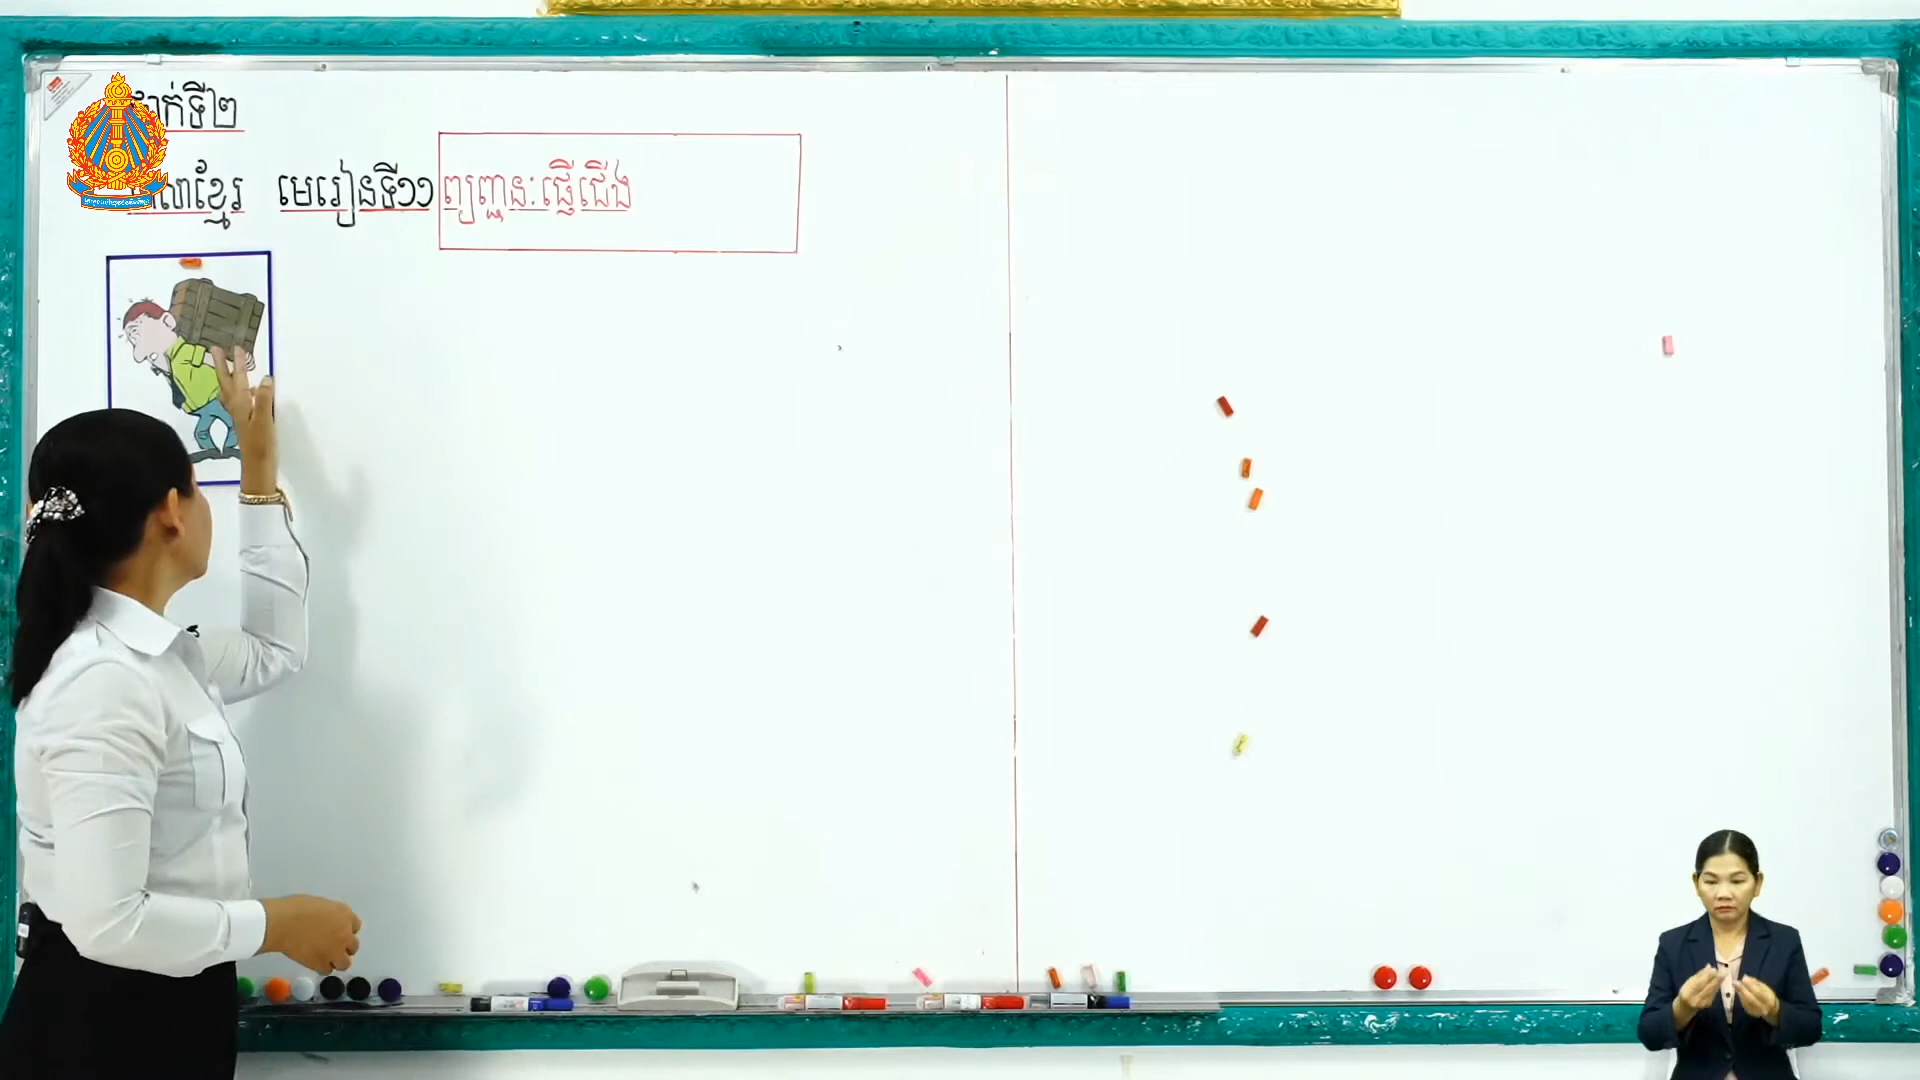 ថ្នាក់ទី២
ភាសាខ្មែរ មេរៀនទី១១ ព្យញ្ជនៈផ្ញើជើង